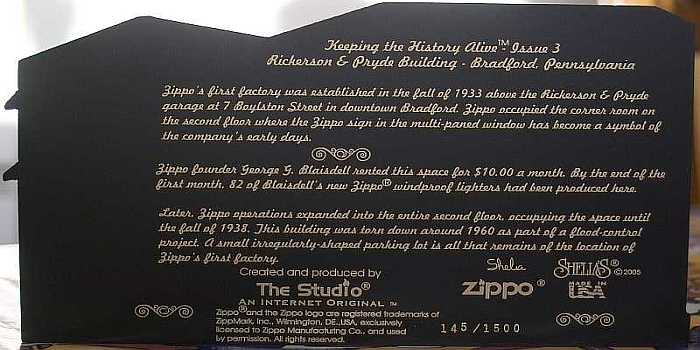 Keeping the History Alive™- Issue 3
Rickerson & Pryde Building - Bradford, Pennsylvania
Zippo's first factory was established in the fall of 1933 above the Rickerson & Pryde
garage at 7 Boylston Street in downtown Bradford. Zippo occupied the corner room on
the second floor where the Zippo sign in the multi-paned window has become a symbol of
the company's early days.
Zippo founder George G. Blaisdell rented this space for $10.00 a month. By the end of the
first month, 82 of Blaisdell's new Zippo® windproof lighters had been produced here.
Later, Zippo operations expanded into the entire second floor, occupying the space until
the fall of 1938. This building was torn down around 1960 as part of a flood-control
project. A small irregularly-shaped parking lot is all that remains of the location of
Zippo's first factory.
Created and produced by
The Studio®
AN INTERNET ORIGINAL ™
Zippo® and the Zippo logo are registered trademarks of
ZippMark, Inc., Wilmington, DE., USA, exclusively
licensed to Zippo Manufacturing Co., and used
by permission. All rights reserved.
Shelia
zippo®
SHELIA'S® ©2005
MADE IN
USA
145/1500